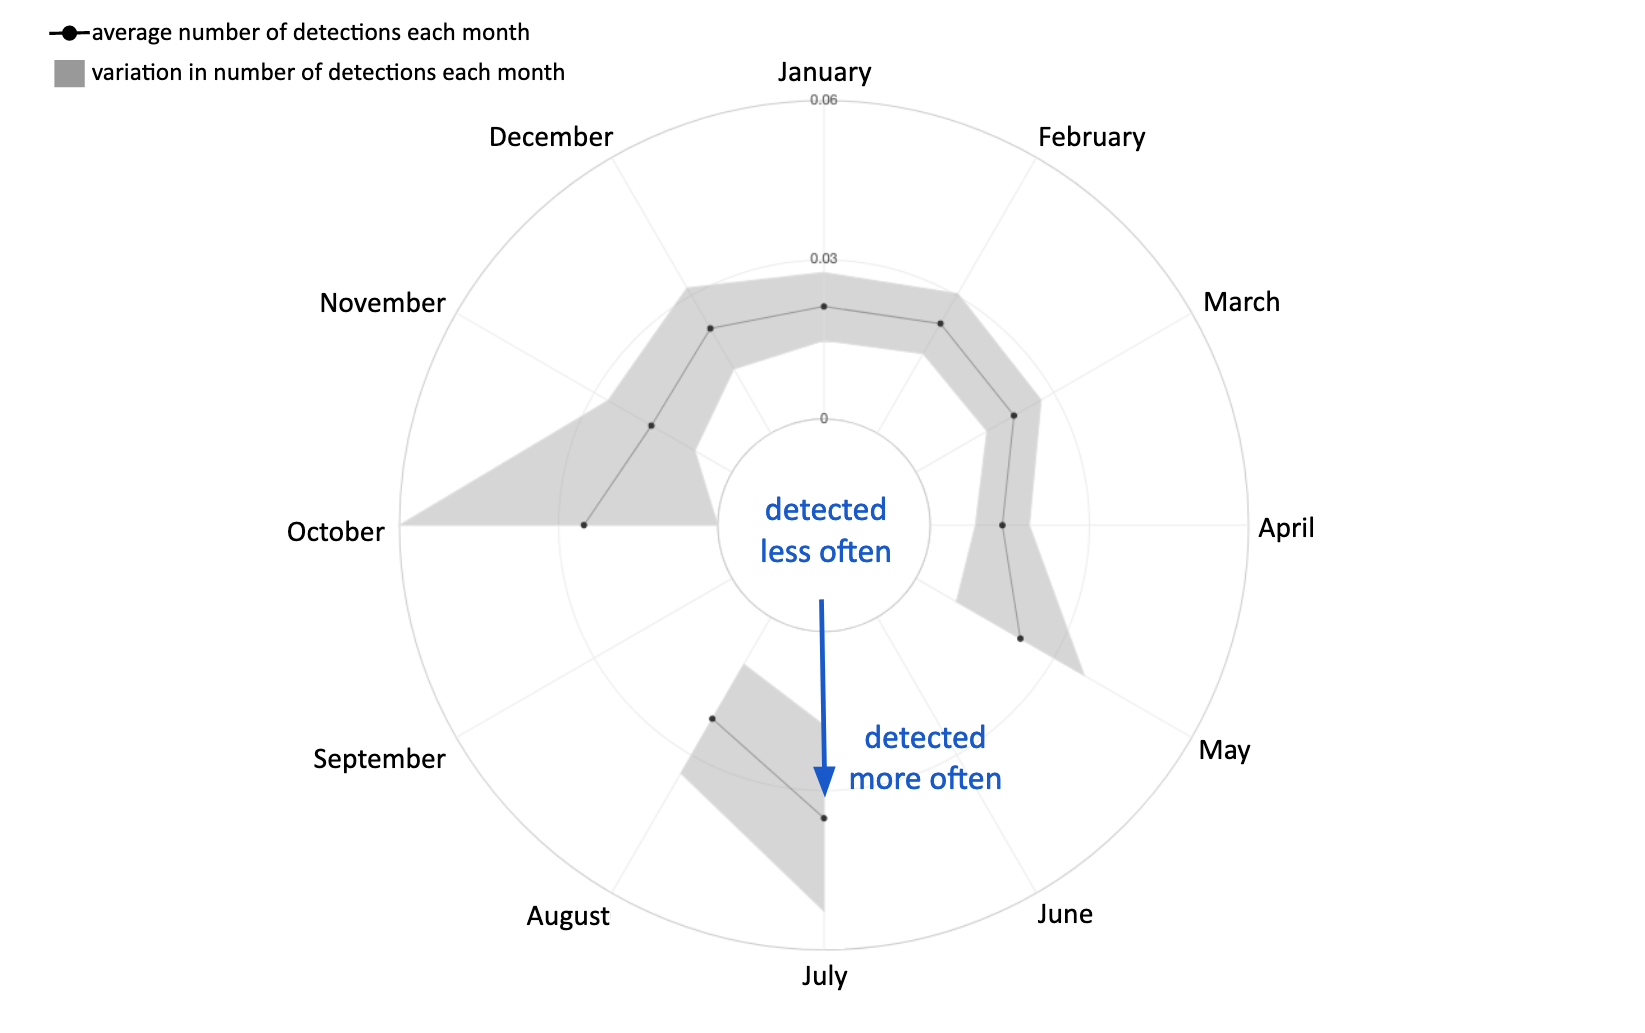 average number of detections each month
variation in number of detections each month
January
0.06
December
February
0.03
November
March
0
detected
less often
October
April
detected
more often
September
May
August
June
July